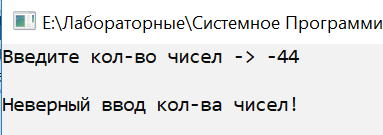 E:\Лабораторные\Системное Программи
Введите кол-во чисел -> -44
Неверный ввод кол-ва чисел!